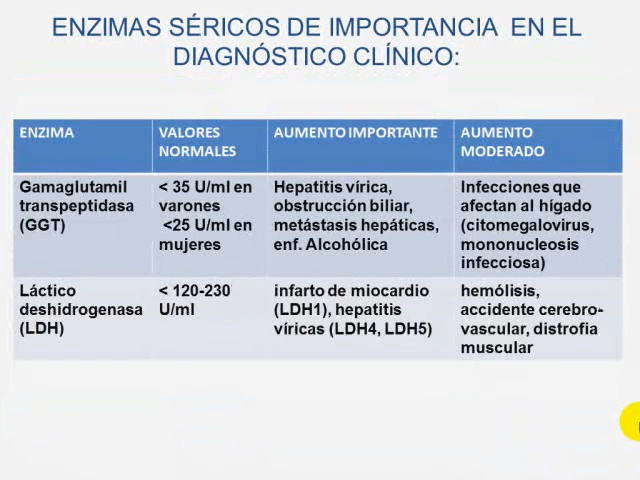 ENZIMAS SÉRICOS DE IMPORTANCIA EN EL
DIAGNÓSTICO CLÍNICO:
ENZIMA
VALORES
NORMALES
AUMENTO IMPORTANTE
AUMENTO
MODERADO
Gamaglutamil
transpeptidasa
(GGT)
< 35 U/ml en
varones
<25 U/ml en
mujeres
Hepatitis vírica,
obstrucción biliar,
metástasis hepáticas,
enf. Alcohólica
Infecciones que
afectan al hígado
(citomegalovirus,
mononucleosis
infecciosa)
Láctico
deshidrogenasa
(LDH)
< 120-230
U/ml
infarto de miocardio
(LDH1), hepatitis
víricas (LDH4, LDH5)
hemólisis,
accidente cerebro-
vascular, distrofia
muscular